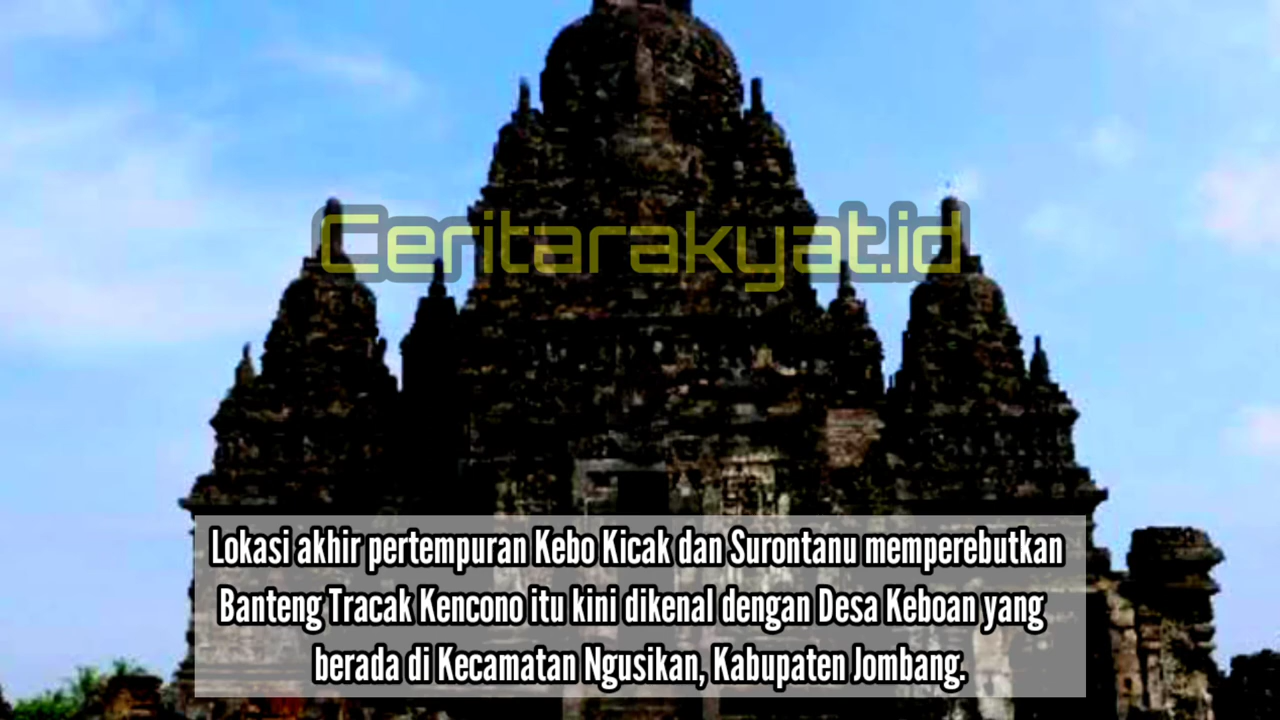 Ceritarakyat.id
Lokasi akhir pertempuran Kebo Kicak dan Surontanu memperebutkan
Banteng Tracak Kencono itu kini dikenal dengan Desa Keboan yang
berada di Kecamatan Ngusikan, Kabupaten Jombang.